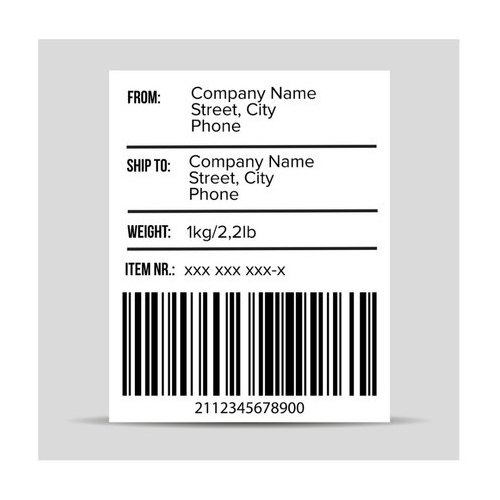 FROM: Company Name
Street, City
Phone
SHIP TO: Company Name
Street, City
Phone
WEIGHT: 1kg/2,2lb
ITEM NR.: xxx xxx xxx-x
2112345678900